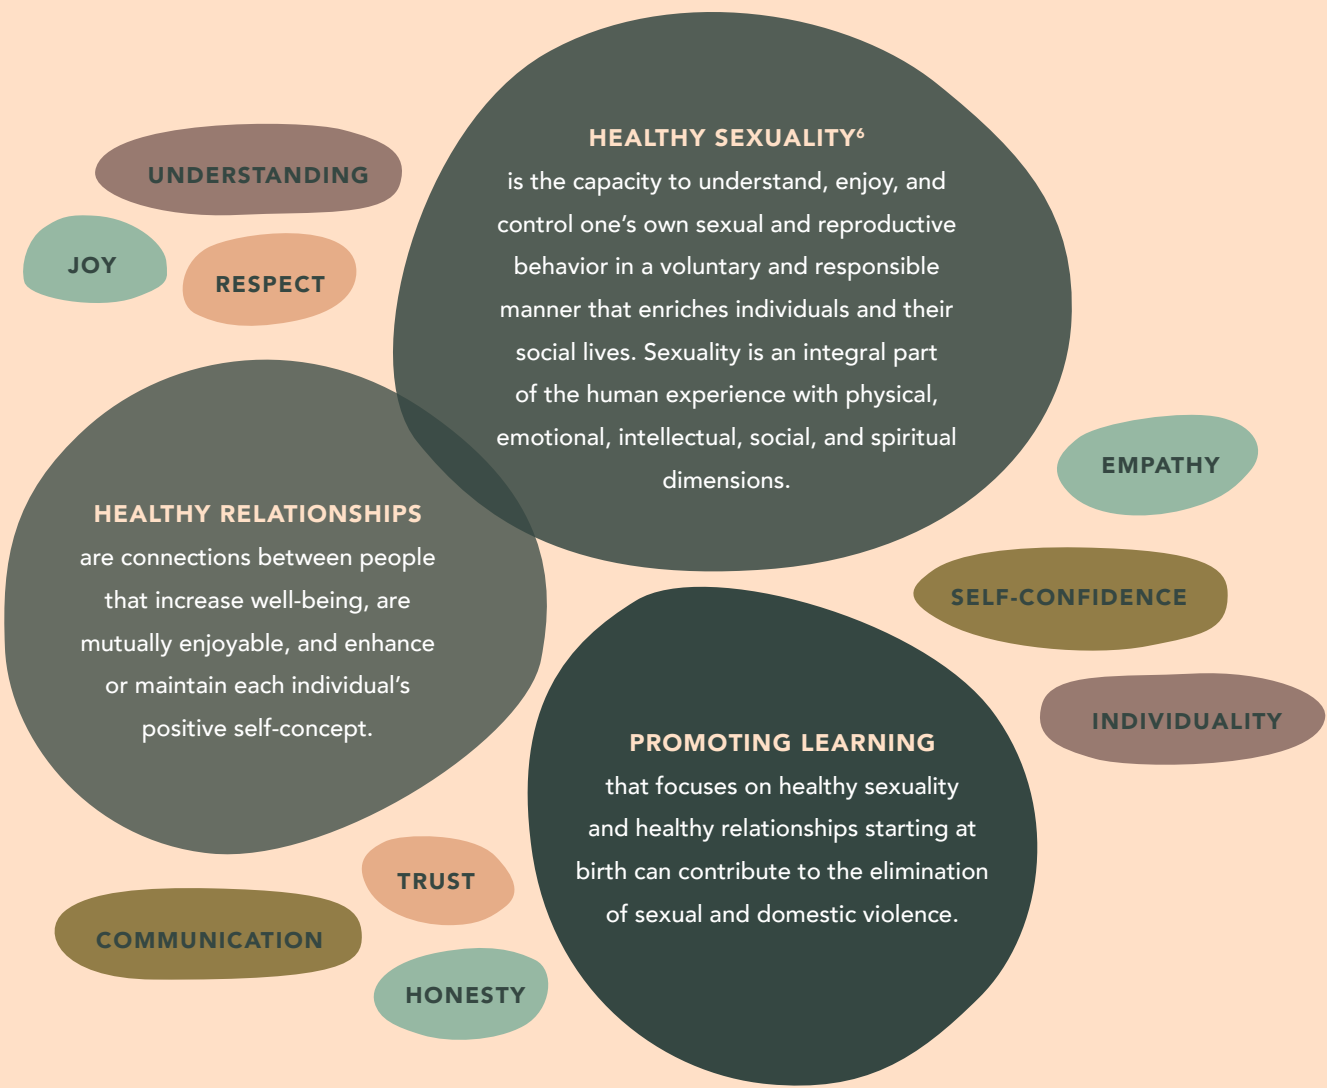 HEALTHY SEXUALITY⁶
is the capacity to understand, enjoy, and
control one’s own sexual and reproductive
behavior in a voluntary and responsible
manner that enriches individuals and their
social lives. Sexuality is an integral part
of the human experience with physical,
emotional, intellectual, social, and spiritual
dimensions.
UNDERSTANDING
JOY
RESPECT
HEALTHY RELATIONSHIPS
are connections between people
that increase well-being, are
mutually enjoyable, and enhance
or maintain each individual’s
positive self-concept.
EMPATHY
SELF-CONFIDENCE
INDIVIDUALITY
PROMOTING LEARNING
that focuses on healthy sexuality
and healthy relationships starting at
birth can contribute to the elimination
of sexual and domestic violence.
TRUST
COMMUNICATION
HONESTY